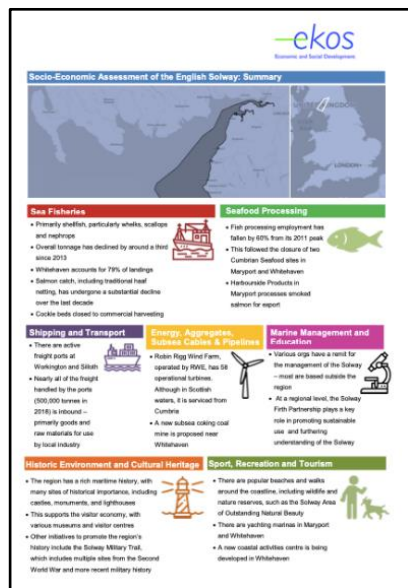 ekos
Economic and Social Development
Socio-Economic Assessment of the English Solway: Summary
UNITED KINGDOM
LONDON
Sea Fisheries
• Primarily shellfish, particularly whelks, scallops
and nephrops
• Overall tonnage has declined by around a third
since 2013
• Whitehaven accounts for 79% of landings
• Salmon catch, including traditional haaf
netting, has undergone a substantial decline
over the last decade
• Cockle beds closed to commercial harvesting
Seafood Processing
• Fish processing employment has
fallen by 60% from its 2011 peak
• This followed the closure of two
Cumbrian Seafood sites in
Maryport and Whitehaven
• Harbourside Products in
Maryport processes smoked
salmon for export
Shipping and Transport
• There are active
freight ports at
Workington and Silloth
• Nearly all of the freight
handled by the ports
(500,000 tonnes in
2018) is inbound –
primarily goods and
raw materials for use
by local industry
Energy, Aggregates,
Subsea Cables & Pipelines
• Robin Rigg Wind Farm,
operated by RWE, has 58
operational turbines.
Although in Scottish
waters, it is serviced from
Cumbria
• A new subsea coking coal
mine is proposed near
Whitehaven
Marine Management and
Education
• Various orgs have a remit for
the management of the Solway
– most are based outside the
region
• At a regional level, the Solway
Firth Partnership plays a key
role in promoting sustainable
use and furthering
understanding of the Solway
Historic Environment and Cultural Heritage
• The region has a rich maritime history, with
many sites of historical importance, including
castles, monuments, and lighthouses
• This supports the visitor economy, with
various museums and visitor centres
• Other initiatives to promote the region's
history include the Solway Military Trail,
which includes multiple sites from the Second
World War and more recent military history
Sport, Recreation and Tourism
• There are popular beaches and walks
around the coastline, including wildlife and
nature reserves, such as the Solway Area
of Outstanding Natural Beauty
• There are yachting marinas in Maryport
and Whitehaven
• A new coastal activities centre is being
developed in Whitehaven